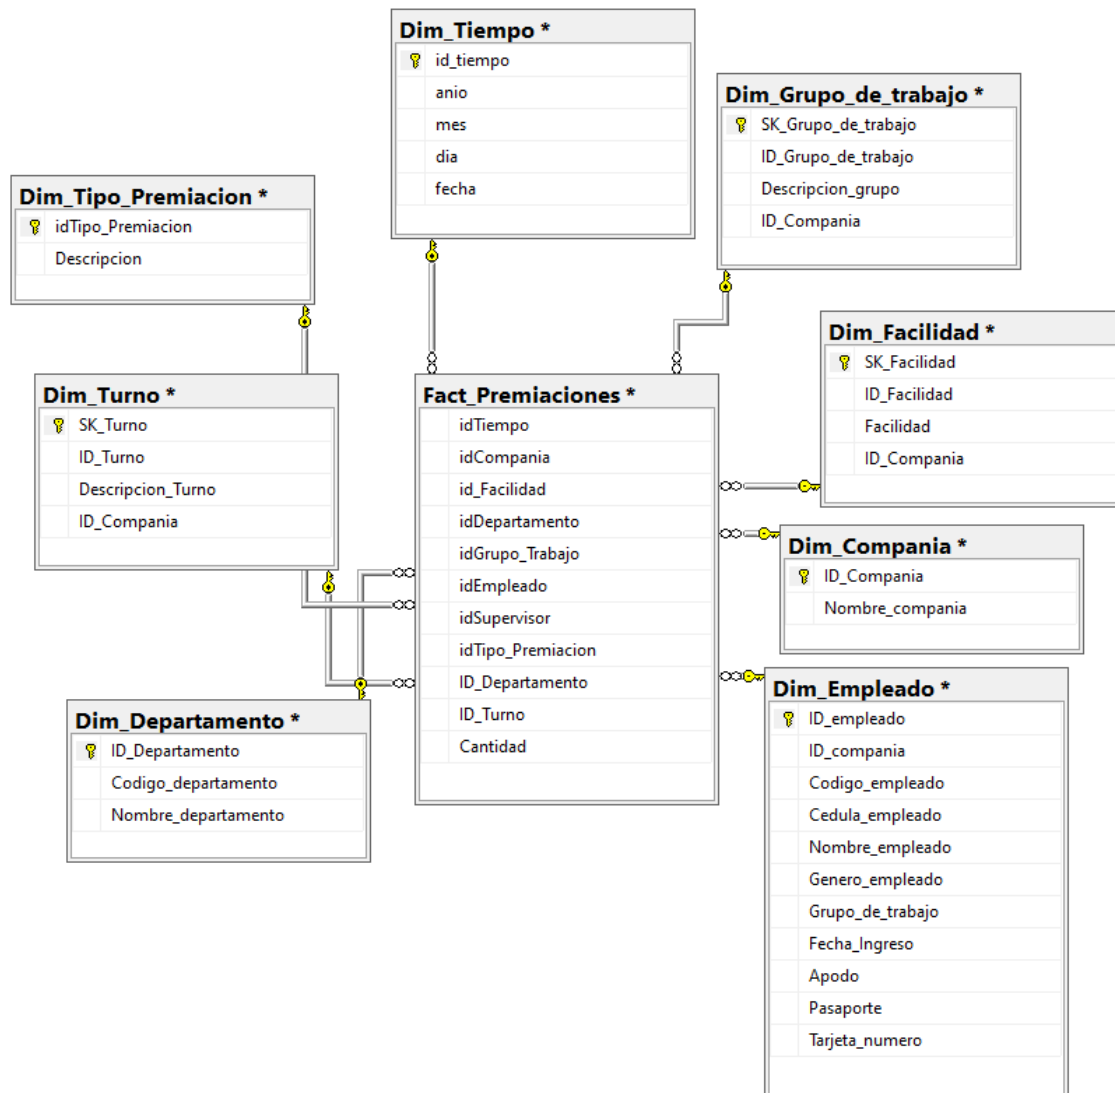 Dim_Tiempo *
id_tiempo
anio
mes
dia
fecha
Dim_Grupo_de_trabajo *
SK_Grupo_de_trabajo
ID_Grupo_de_trabajo
Descripcion_grupo
ID_Compania
Dim_Tipo_Premiacion *
idTipo_Premiacion
Descripcion
Dim_Facilidad *
SK_Facilidad
ID_Facilidad
Facilidad
ID_Compania
Dim_Turno *
SK_Turno
ID_Turno
Descripcion_Turno
ID_Compania
Fact_Premiaciones *
idTiempo
idCompania
id_Facilidad
idDepartamento
idGrupo_Trabajo
idEmpleado
idSupervisor
idTipo_Premiacion
ID_Departamento
ID_Turno
Cantidad
Dim_Compania *
ID_Compania
Nombre_compania
Dim_Departamento *
ID_Departamento
Codigo_departamento
Nombre_departamento
Dim_Empleado *
ID_empleado
ID_compania
Codigo_empleado
Cedula_empleado
Nombre_empleado
Genero_empleado
Grupo_de_trabajo
Fecha_Ingreso
Apodo
Pasaporte
Tarjeta_numero